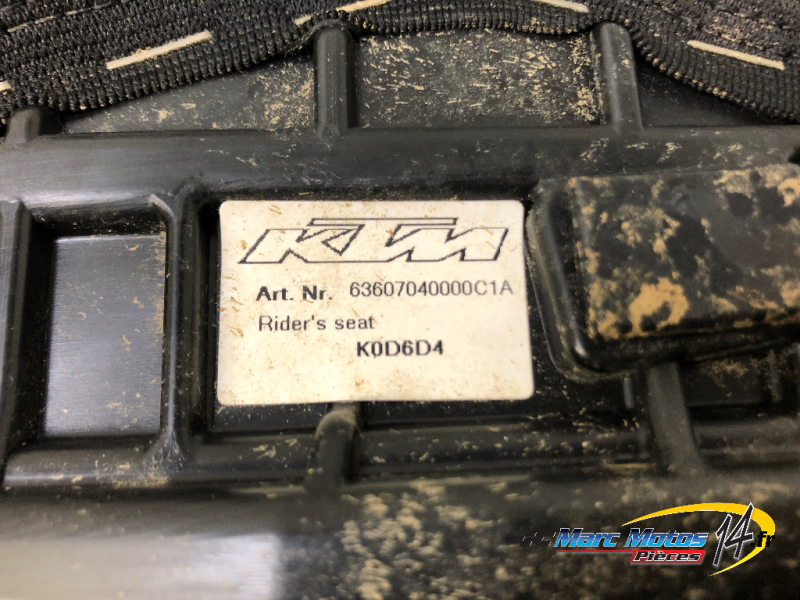 KTM
Art. Nr. 63607040000C1A
Rider's seat
K0D6D4
Marc Motos 14.fr
Pièces